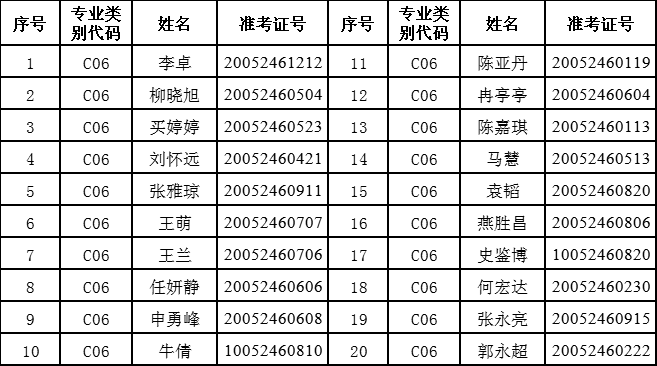 序号 专业类别代码 姓名 准考证号 序号 专业类别代码 姓名 准考证号
1 C06 李卓 20052461212 11 C06 陈亚丹 20052460119
2 C06 柳晓旭 20052460504 12 C06 冉亭亭 20052460604
3 C06 买婷婷 20052460523 13 C06 陈嘉琪 20052460113
4 C06 刘怀远 20052460421 14 C06 马慧 20052460513
5 C06 张雅琼 20052460911 15 C06 袁韬 20052460820
6 C06 王萌 20052460707 16 C06 燕胜昌 20052460806
7 C06 王兰 20052460706 17 C06 史鉴博 10052460820
8 C06 任妍静 20052460606 18 C06 何宏达 20052460230
9 C06 申勇峰 20052460608 19 C06 张永亮 20052460915
10 C06 牛倩 10052460810 20 C06 郭永超 20052460222